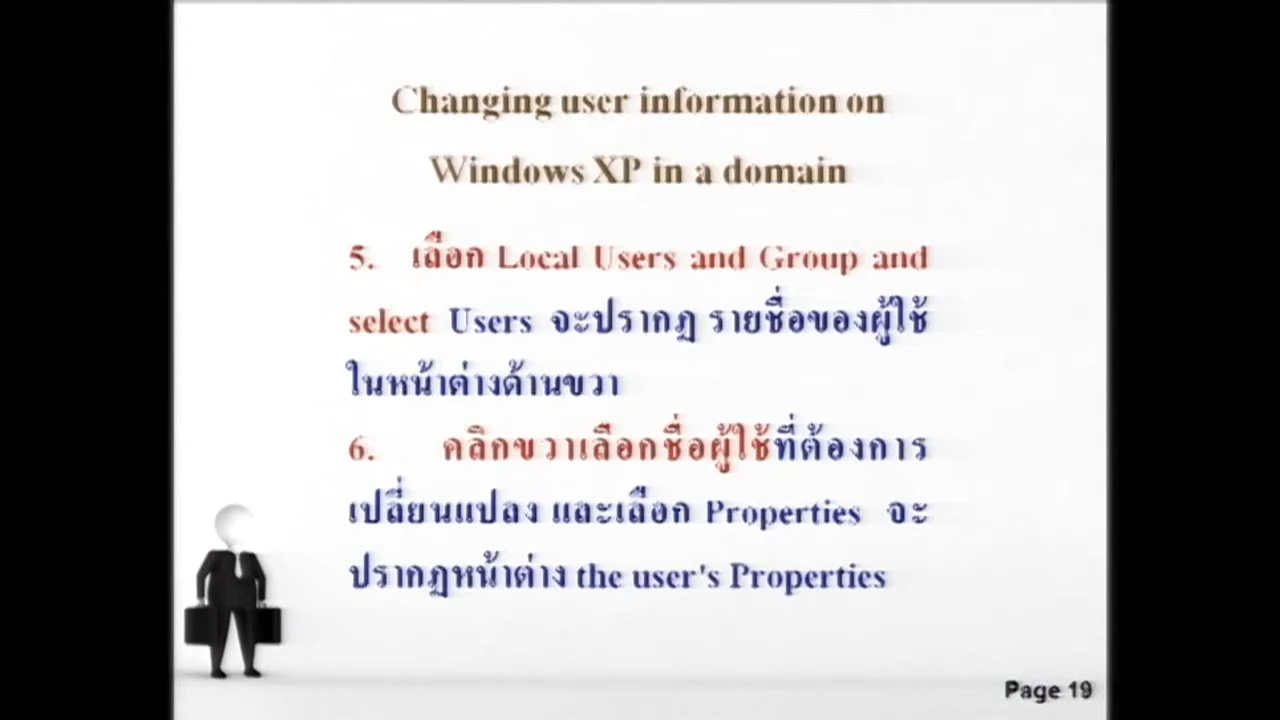 Changing user information on
Windows XP in a domain
5. เลือก Local Users and Group and
select Users จะปรากฏ รายชื่อของผู้ใช้
ในหน้าต่างด้านขวา
6. คลิกขวาเลือกชื่อผู้ใช้ที่ต้องการ
เปลี่ยนแปลง และเลือก Properties จะ
ปรากฏหน้าต่าง the user's Properties
Page 19